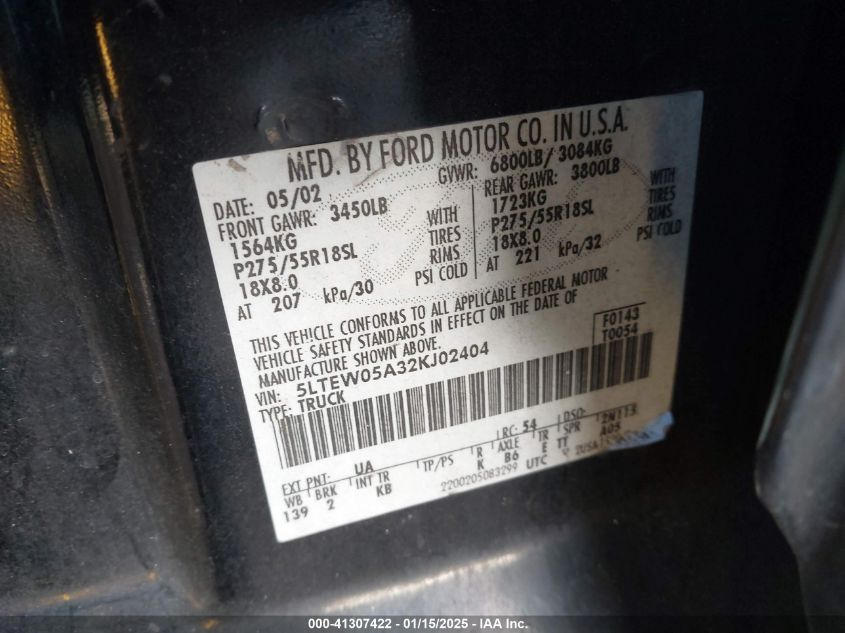 MFD. BY FORD MOTOR CO. IN U.S.A.
DATE: 05/02 GVWR: 6800LB/ 3084KG
FRONT GAWR: 3450LB REAR GAWR: 3800LB
1564KG WITH 1723KG WITH
P275/55R18SL TIRES P275/55R18SL TIRES
18X8.0 RIMS 18X8.0 RIMS
AT 207 kPa/30 PSI COLD AT 221 kPa/32 PSI COLD
THIS VEHICLE CONFORMS TO ALL APPLICABLE FEDERAL MOTOR
VEHICLE SAFETY STANDARDS IN EFFECT ON THE DATE OF
MANUFACTURE SHOWN ABOVE.
F0143
T0054
VIN: 5LTEW05A32KJ02404
TYPE: TRUCK
EXT PNT: UA RC: 54 DSO: 2N113
WB BRK INT TR TP/PS R AXLE TR SPR
139 2 KB K B6 E TT A05
2200205083299 UTC
000-41307422 - 01/15/2025 - IAA Inc.